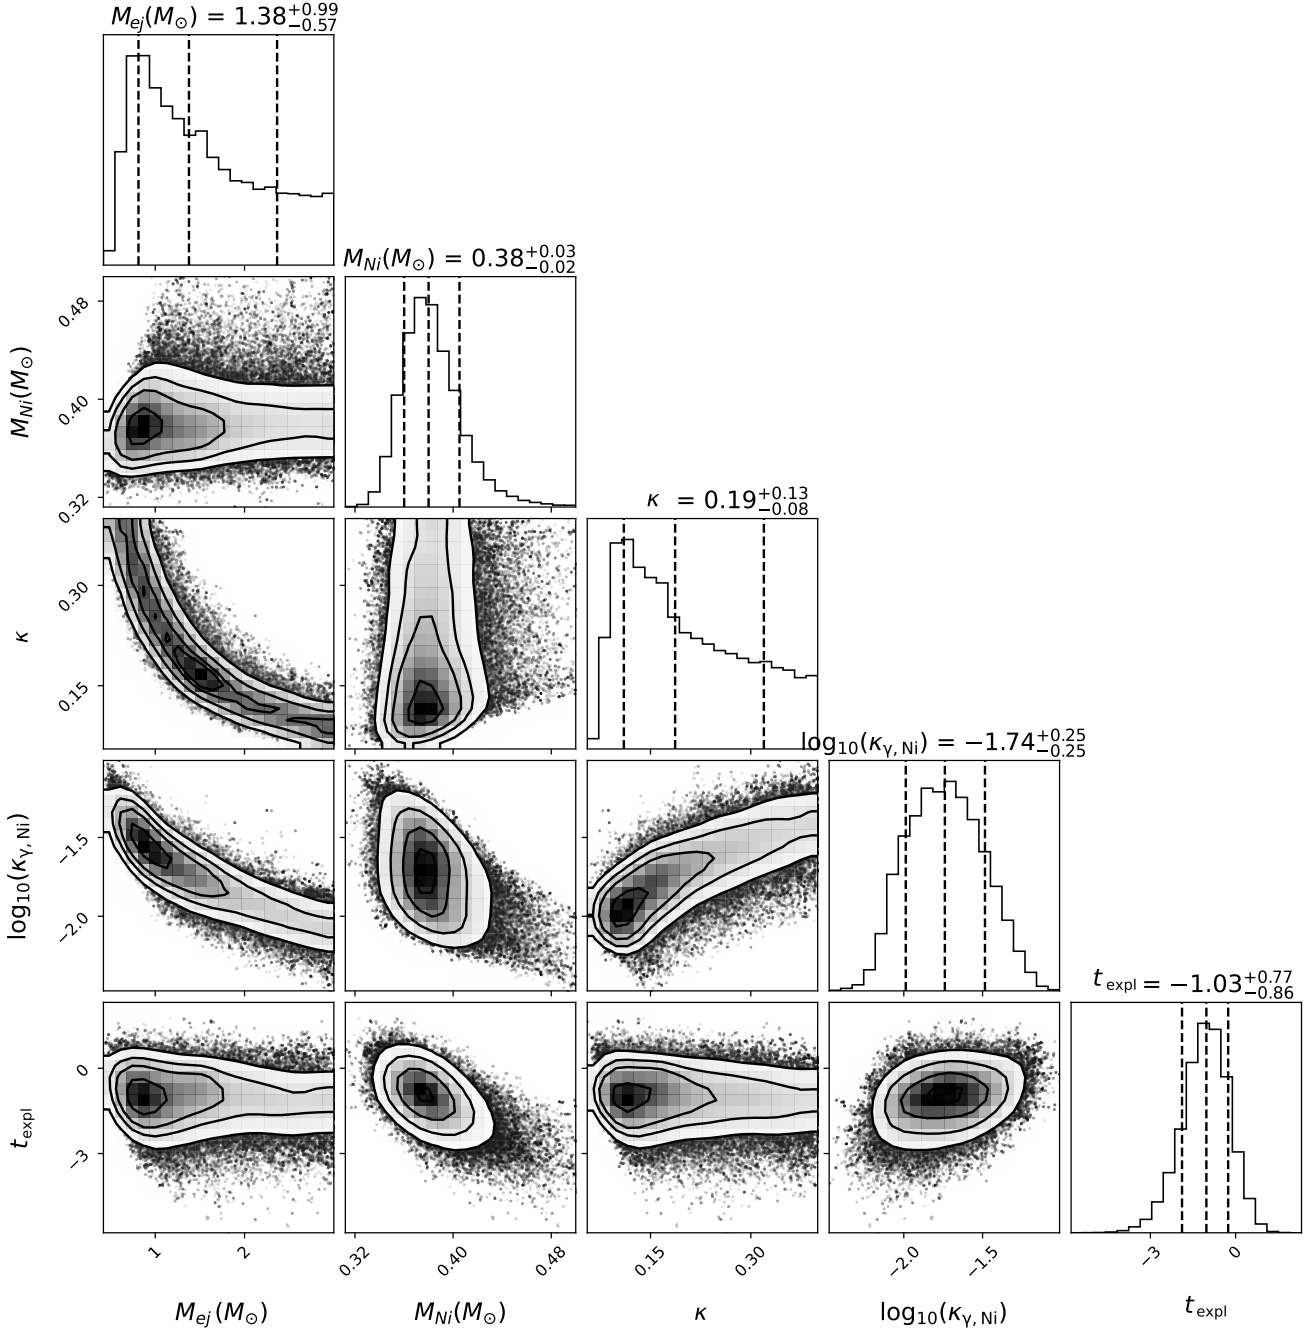 M_ej(M_⊙) = 1.38^{+0.99}_{−0.57}
M_Ni(M_⊙) = 0.38^{+0.03}_{−0.02}
0.48
0.40
0.32
M_Ni(M_⊙)
κ = 0.19^{+0.13}_{−0.08}
0.30
0.15
κ
log₁₀(κ_{γ, Ni}) = −1.74^{+0.25}_{−0.25}
−1.5
−2.0
log₁₀(κ_{γ, Ni})
t_expl = −1.03^{+0.77}_{−0.86}
0
−3
t_expl
1 2 0.32 0.40 0.48 0.15 0.30 −2.0 −1.5 −3 0
M_ej(M_⊙) M_Ni(M_⊙) κ log₁₀(κ_{γ, Ni}) t_expl